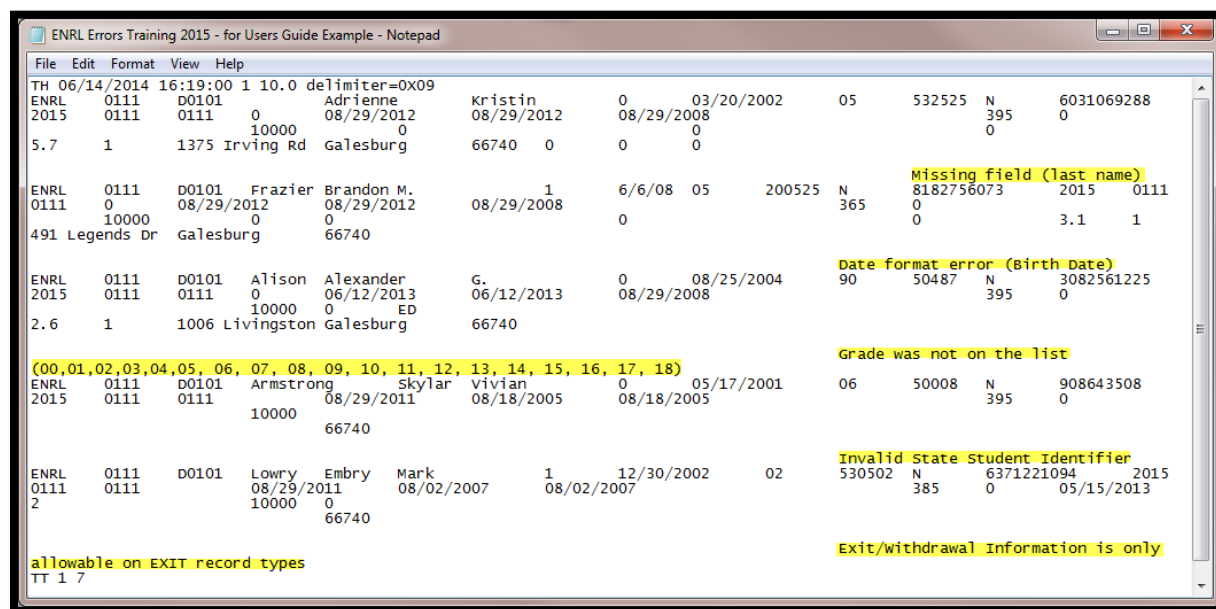 ENRL Errors Training 2015 - for Users Guide Example - Notepad
File Edit Format View Help
TH 06/14/2014 16:19:00 1 10.0 delimiter=0X09
ENRL 0111 D0101 Adrienne Kristin 0 03/20/2002 05 532525 N 6031069288
2015 0111 0111 0 08/29/2012 08/29/2012 08/29/2008 395 0
10000 0 0 0
5.7 1 1375 Irving Rd Galesburg 66740 0 0 0
Missing field (last name)
ENRL 0111 D0101 Frazier Brandon M. 1 6/6/08 05 200525 N 8182756073 2015 0111
0111 0 08/29/2012 08/29/2012 08/29/2008 365 0
10000 0 0 0 0 3.1 1
491 Legends Dr Galesburg 66740
Date format error (Birth Date)
ENRL 0111 D0101 Alison Alexander G. 0 08/25/2004 90 50487 N 3082561225
2015 0111 0111 0 06/12/2013 06/12/2013 08/29/2008 395 0
10000 0 ED
2.6 1 1006 Livingston Galesburg 66740
Grade was not on the list
(00,01,02,03,04,05, 06, 07, 08, 09, 10, 11, 12, 13, 14, 15, 16, 17, 18)
ENRL 0111 D0101 Armstrong Skylar Vivian 0 05/17/2001 06 50008 N 908643508
2015 0111 0111 08/29/2011 08/18/2005 08/18/2005 395 0
10000
66740
Invalid State Student Identifier
ENRL 0111 D0101 Lowry Embry Mark 1 12/30/2002 02 530502 N 6371221094 2015
0111 0111 08/29/2011 08/02/2007 08/02/2007 385 0 05/15/2013
2 10000 0
66740
Exit/Withdrawal Information is only
allowable on EXIT record types
TT 1 7